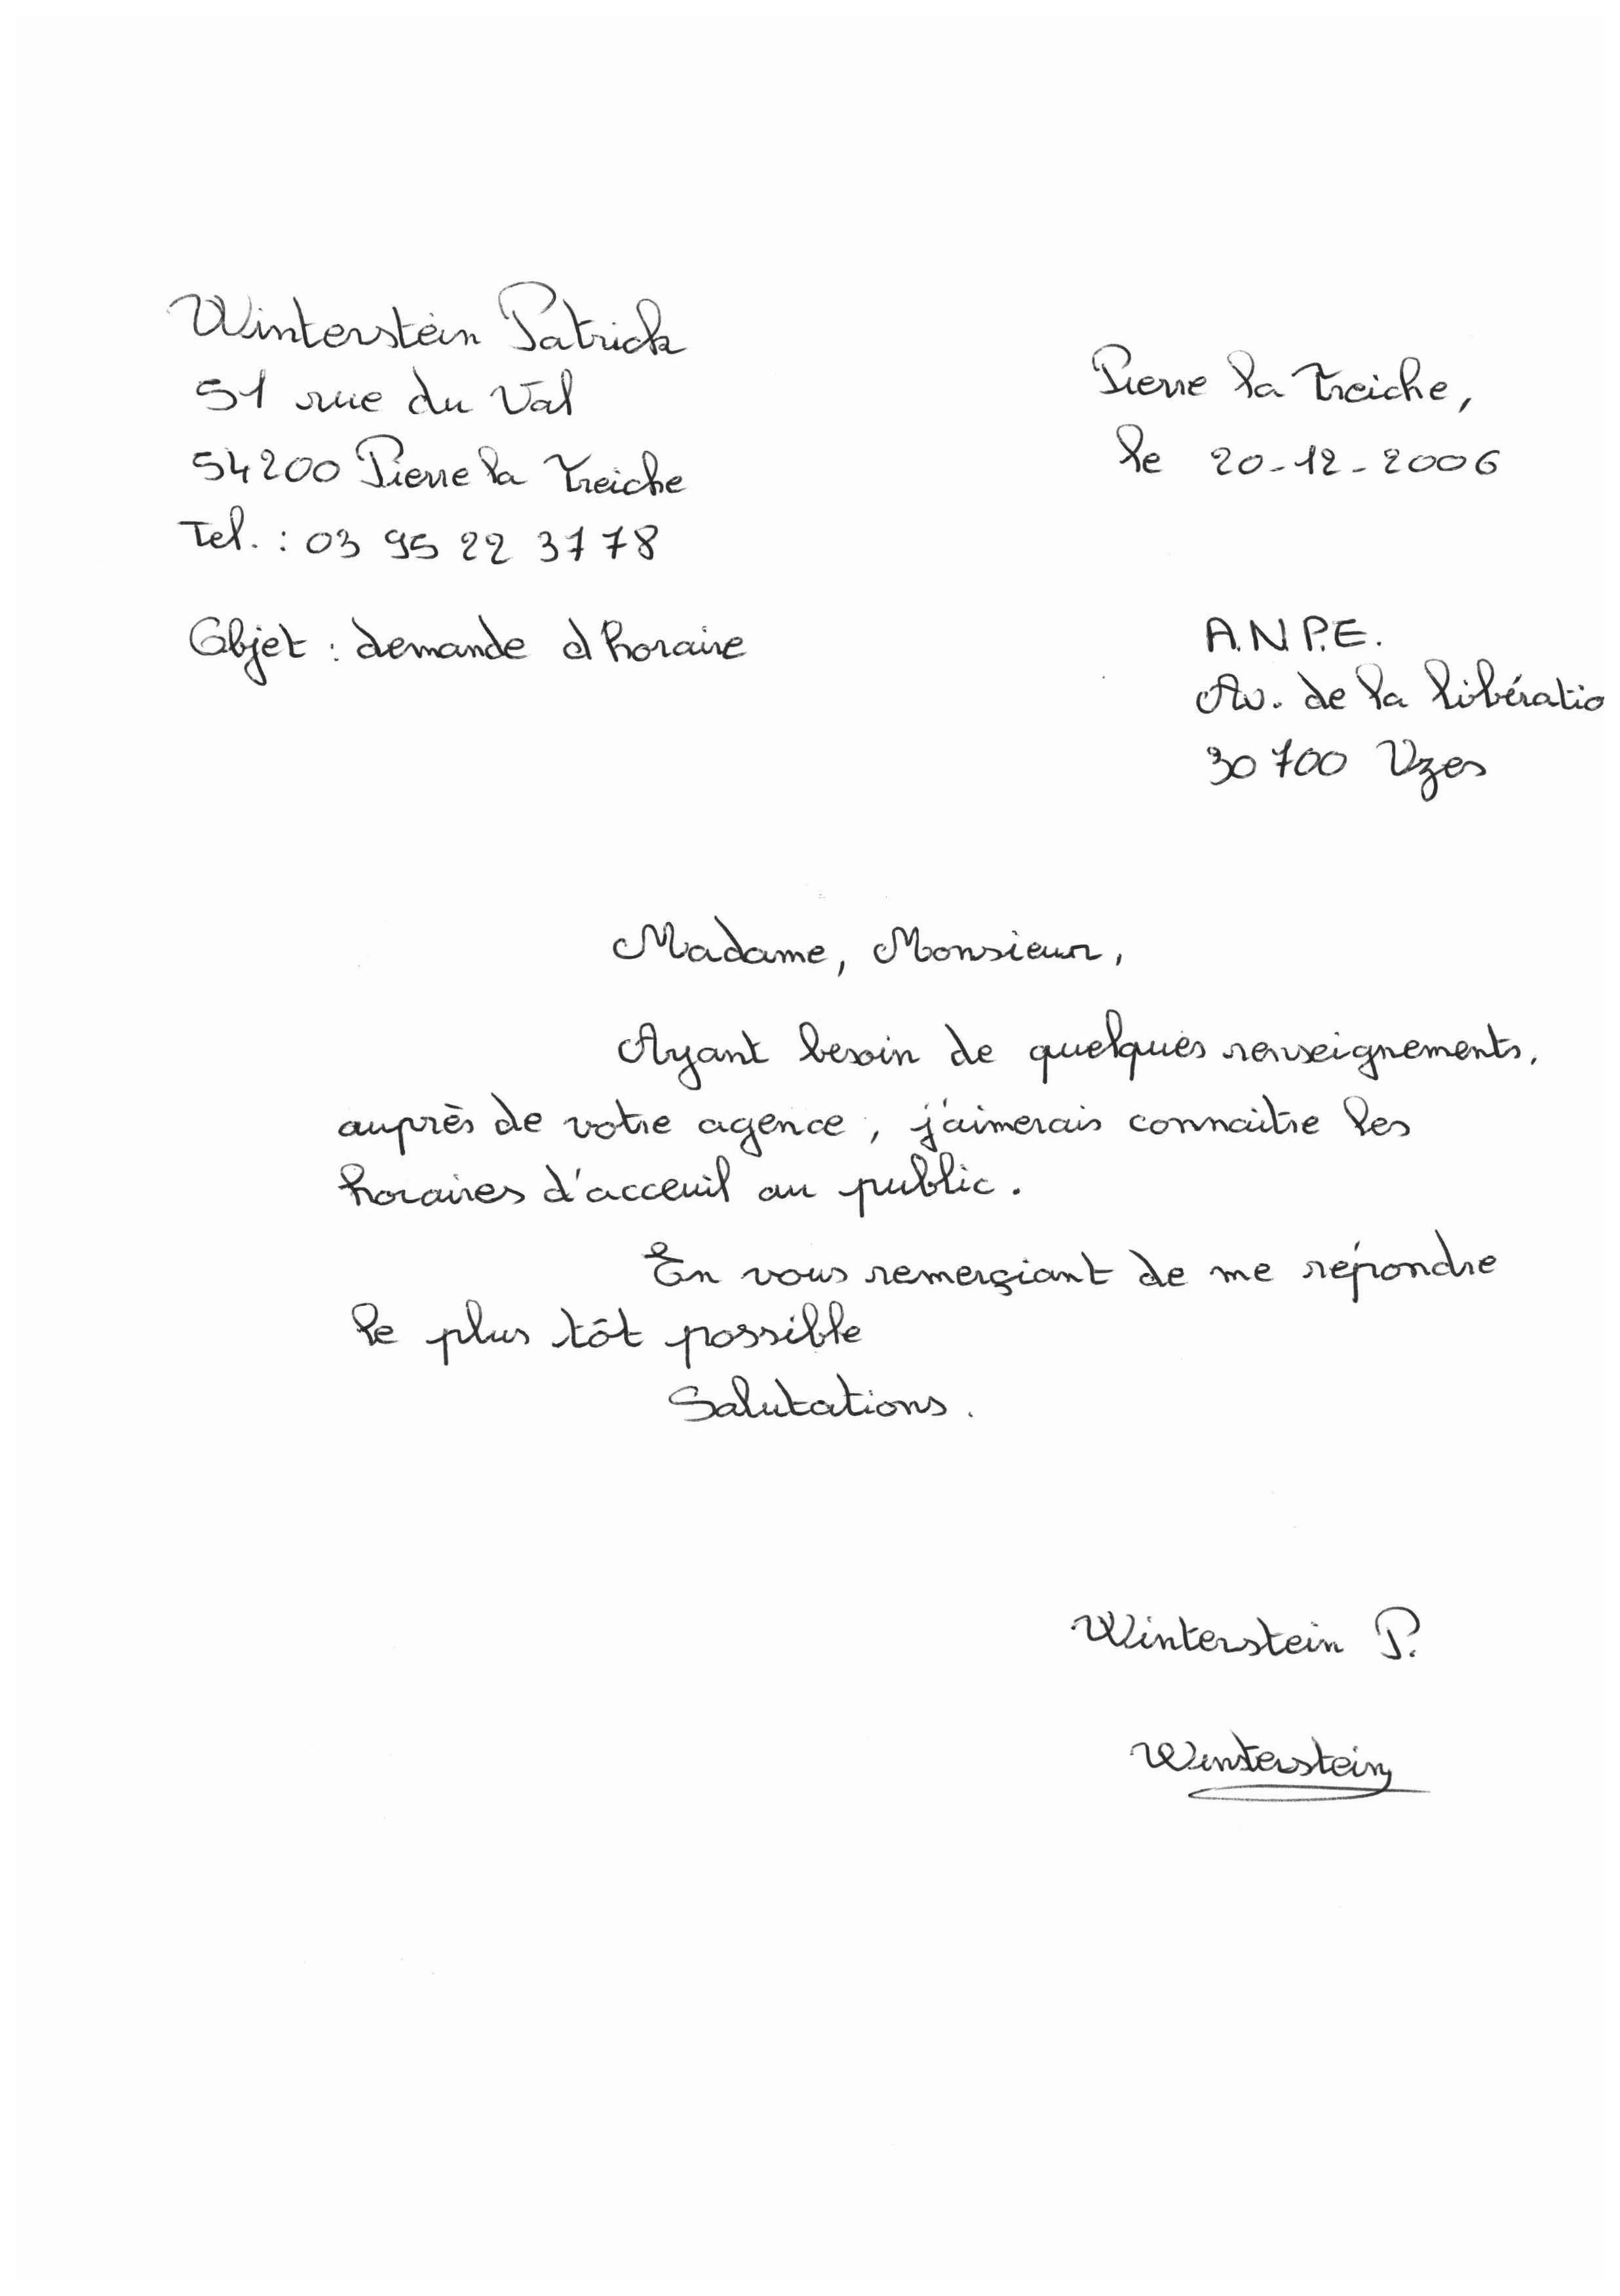 Winterstein Patrick
51 rue du Val
54200 Pierre la Treiche
Tel. : 03 95 22 37 78
Pierre la Treiche,
le 20-12-2006
Objet : demande d horaire
A.N.P.E.
Av. de la libératio
30700 Uzes
Madame, Monsieur,
Ayant besoin de quelques renseignements,
auprès de votre agence, j'aimerais connaitre les
horaires d'acceuil au public.
En vous remerçiant de me répondre
le plus tôt possible
Salutations.
Winterstein P.
Winterstein